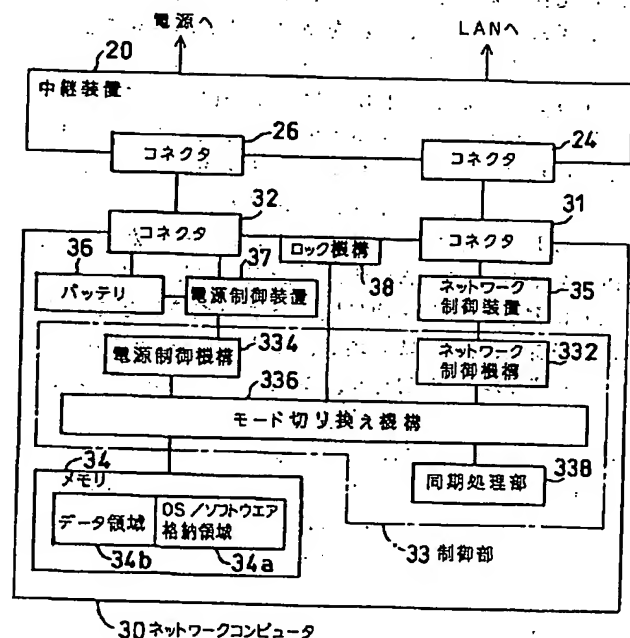 電源へ
LANへ
20
中継装置
26
24
コネクタ
コネクタ
32
31
コネクタ
コネクタ
ロック機構
38
36
バッテリ
37
電源制御装置
ネットワーク
制御装置
35
334
電源制御機構
ネットワーク
制御機構
332
336
モード切り換え機構
34
メモリ
データ領域
34b
OS/ソフトウエア
格納領域
34a
同期処理部
338
33 制御部
30 ネットワークコンピュータ